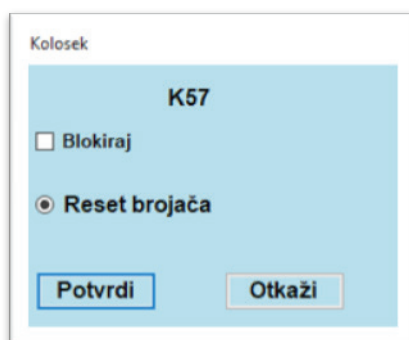 Kolosek
K57
Blokiraj
Reset brojača
Potvrdi Otkaži